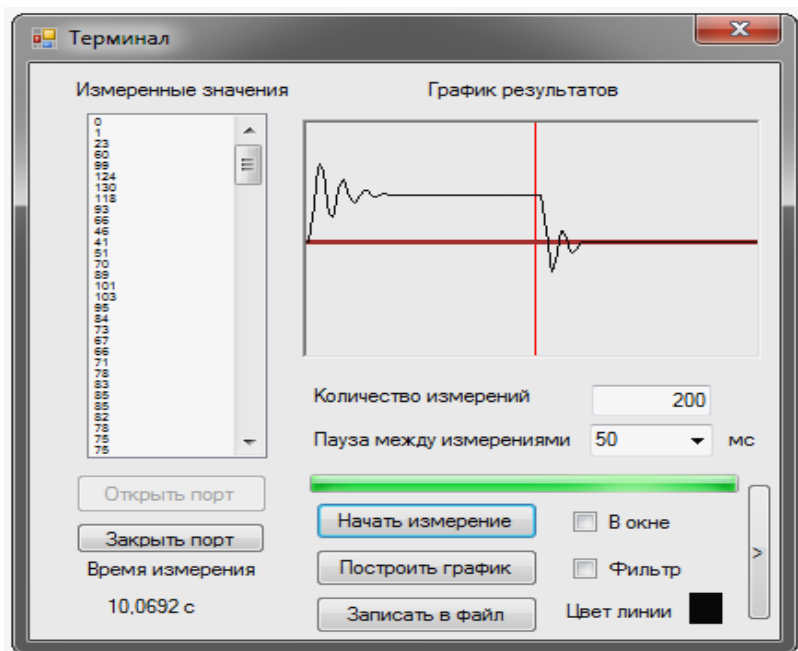 Терминал
Измеренные значения
График результатов
0
1
23
60
99
124
130
118
93
66
46
41
51
70
89
101
103
95
84
73
67
66
71
78
83
85
85
82
78
75
75
Количество измерений 200
Пауза между измерениями 50 мс
Открыть порт
Закрыть порт
Время измерения
10,0692 с
Начать измерение
В окне
Построить график
Фильтр
Записать в файл
Цвет линии
>